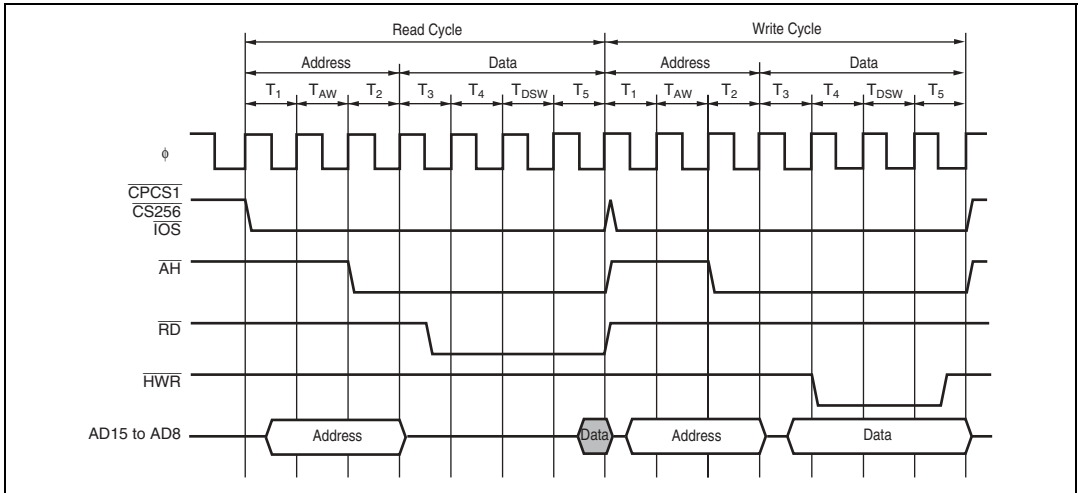 Read Cycle Write Cycle
Address Data Address Data
T1 TAW T2 T3 T4 TDSW T5 T1 TAW T2 T3 T4 TDSW T5
ϕ
CPCS1
CS256
IOS
AH
RD
HWR
AD15 to AD8 Address Data Address Data